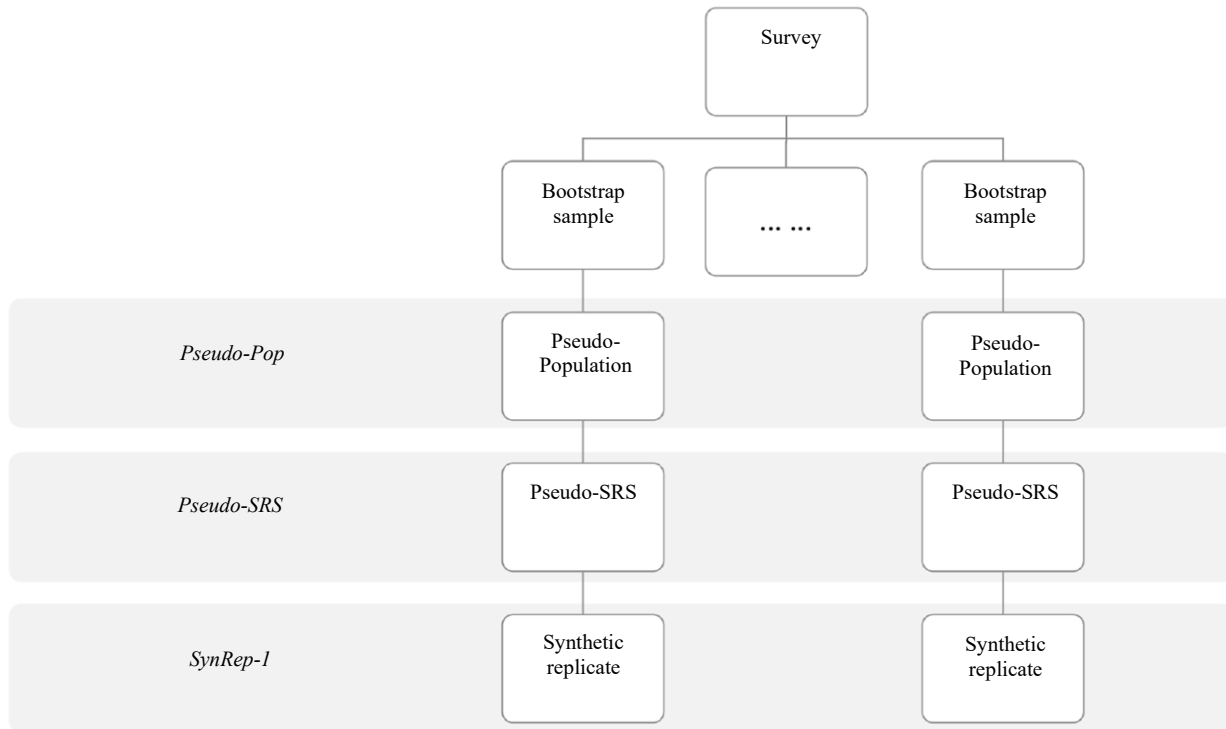 Survey
Bootstrap
sample
... ...
Bootstrap
sample
Pseudo-Pop
Pseudo-
Population
Pseudo-
Population
Pseudo-SRS
Pseudo-SRS
Pseudo-SRS
SynRep-1
Synthetic
replicate
Synthetic
replicate